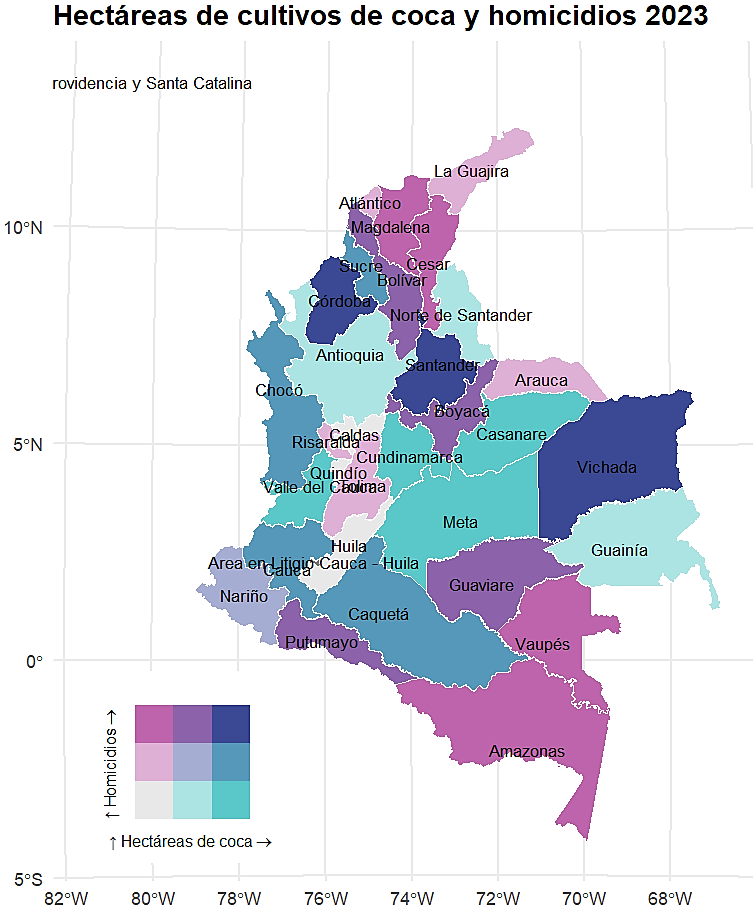 Hectáreas de cultivos de coca y homicidios 2023
rovidencia y Santa Catalina
La Guajira
Atlántico
Magdalena
10°N
Sucre
Cesar
Bolívar
Córdoba
Norte de Santander
Antioquia
Santander
Arauca
Chocó
Boyacá
Caldas
Casanare
5°N
Risaralda
Cundinamarca
Vichada
Quindío
Valle del Cauca
Tolima
Meta
Huila
Guainía
Area en Litigio Cauca - Huila
Cauca
Guaviare
Nariño
Caquetá
Putumayo
Vaupés
0°
Amazonas
↑ Homicidios →
↑ Hectáreas de coca →
5°S
82°W 80°W 78°W 76°W 74°W 72°W 70°W 68°W